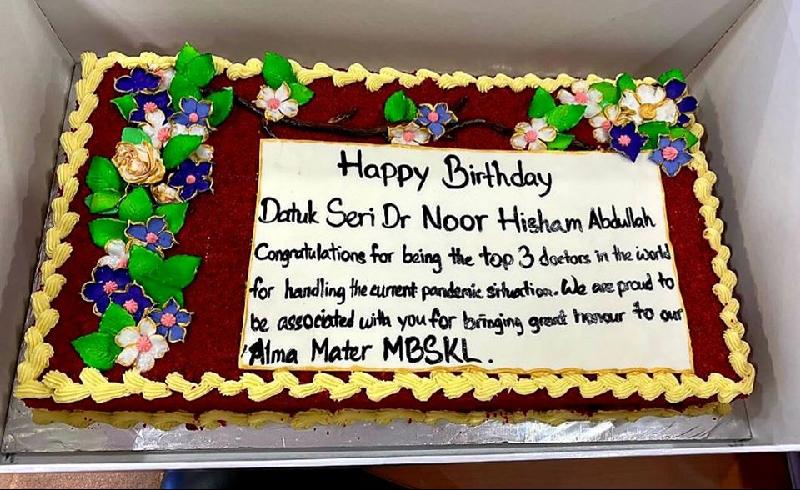 Happy Birthday
Datuk Seri Dr Noor Hisham Abdullah
Congratulations for being the top 3 doctors in the world
for handling the current pandemic situation. We are proud to
be associated with you for bringing great honour to our
Alma Mater MBSKL.